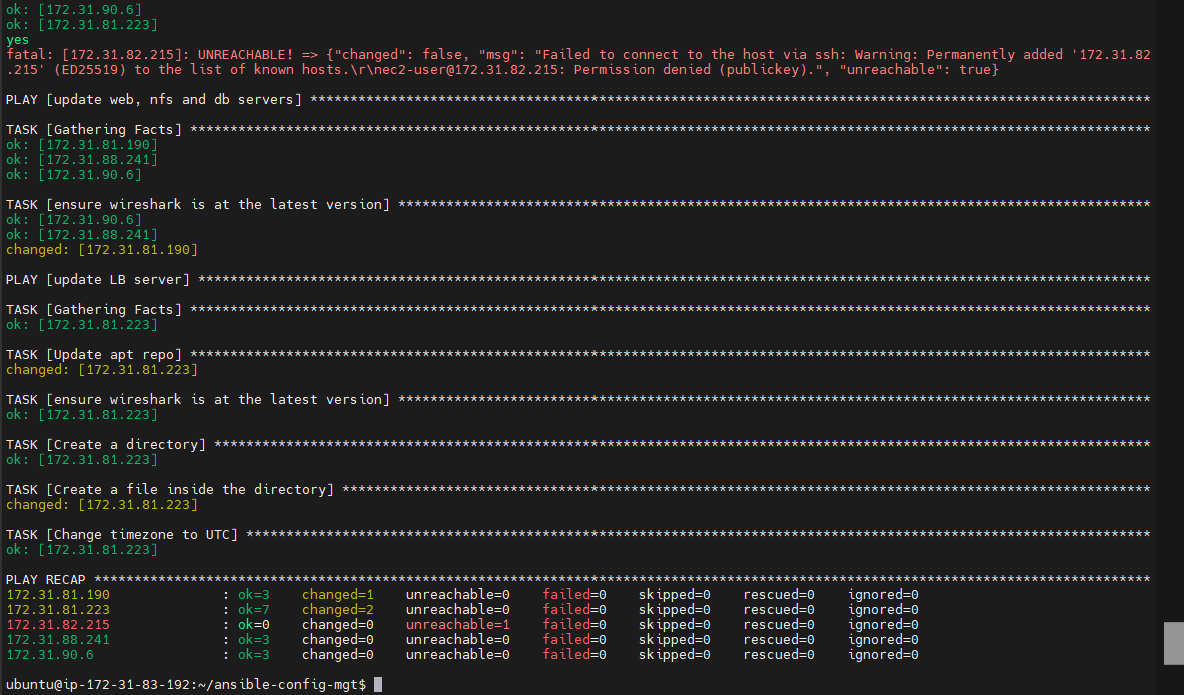 ok: [172.31.90.6]
ok: [172.31.81.223]
yes
fatal: [172.31.82.215]: UNREACHABLE! => {"changed": false, "msg": "Failed to connect to the host via ssh: Warning: Permanently added '172.31.82
.215' (ED25519) to the list of known hosts.\r\nec2-user@172.31.82.215: Permission denied (publickey).", "unreachable": true}
PLAY [update web, nfs and db servers] *********************************************************************************************************
TASK [Gathering Facts] ************************************************************************************************************************
ok: [172.31.81.190]
ok: [172.31.88.241]
ok: [172.31.90.6]
TASK [ensure wireshark is at the latest version] **********************************************************************************************
ok: [172.31.90.6]
ok: [172.31.88.241]
changed: [172.31.81.190]
PLAY [update LB server] ***********************************************************************************************************************
TASK [Gathering Facts] ************************************************************************************************************************
ok: [172.31.81.223]
TASK [Update apt repo] ************************************************************************************************************************
changed: [172.31.81.223]
TASK [ensure wireshark is at the latest version] **********************************************************************************************
ok: [172.31.81.223]
TASK [Create a directory] *********************************************************************************************************************
ok: [172.31.81.223]
TASK [Create a file inside the directory] *****************************************************************************************************
changed: [172.31.81.223]
TASK [Change timezone to UTC] *****************************************************************************************************************
ok: [172.31.81.223]
PLAY RECAP ************************************************************************************************************************************
172.31.81.190              : ok=3    changed=1    unreachable=0    failed=0    skipped=0    rescued=0    ignored=0
172.31.81.223              : ok=7    changed=2    unreachable=0    failed=0    skipped=0    rescued=0    ignored=0
172.31.82.215              : ok=0    changed=0    unreachable=1    failed=0    skipped=0    rescued=0    ignored=0
172.31.88.241              : ok=3    changed=0    unreachable=0    failed=0    skipped=0    rescued=0    ignored=0
172.31.90.6                : ok=3    changed=0    unreachable=0    failed=0    skipped=0    rescued=0    ignored=0
ubuntu@ip-172-31-83-192:~/ansible-config-mgt$